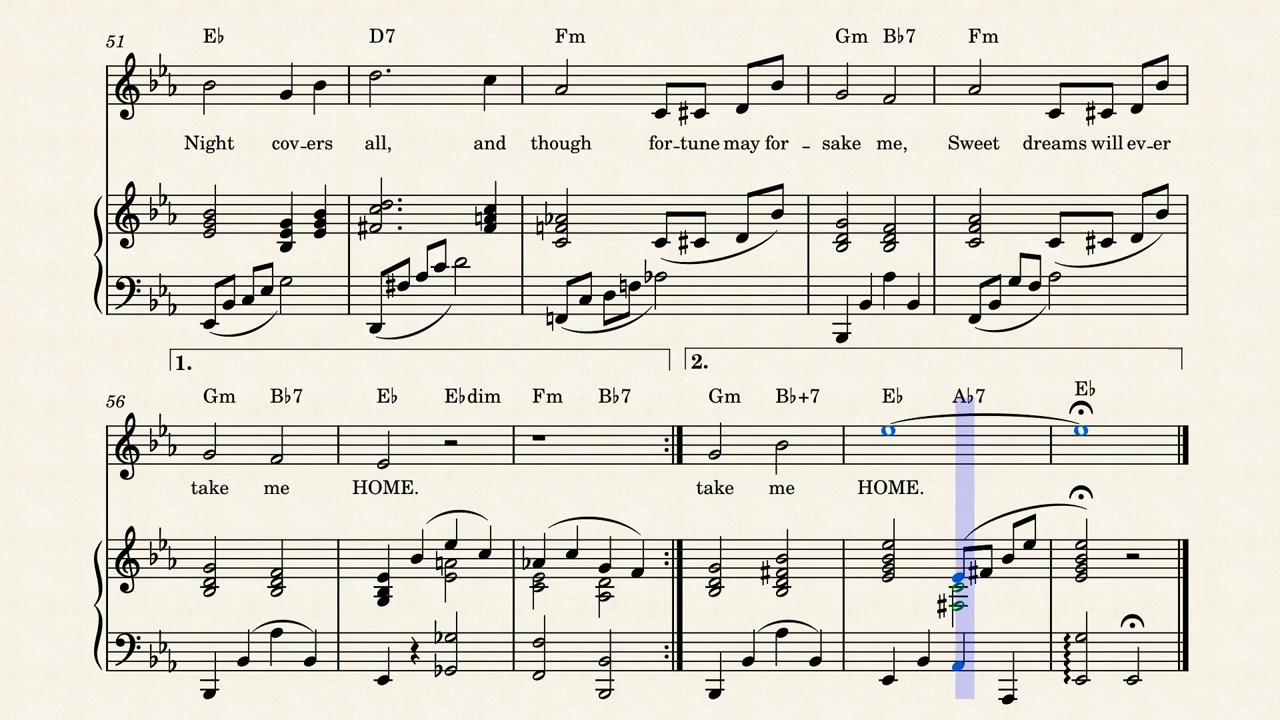 51 E♭ D7 Fm Gm B♭7 Fm
Night cov-ers all, and though for-tune may for - sake me, Sweet dreams will ev-er
1. 2.
56 Gm B♭7 E♭ E♭dim Fm B♭7 Gm B♭+7 E♭ A♭7 E♭
take me HOME. take me HOME.